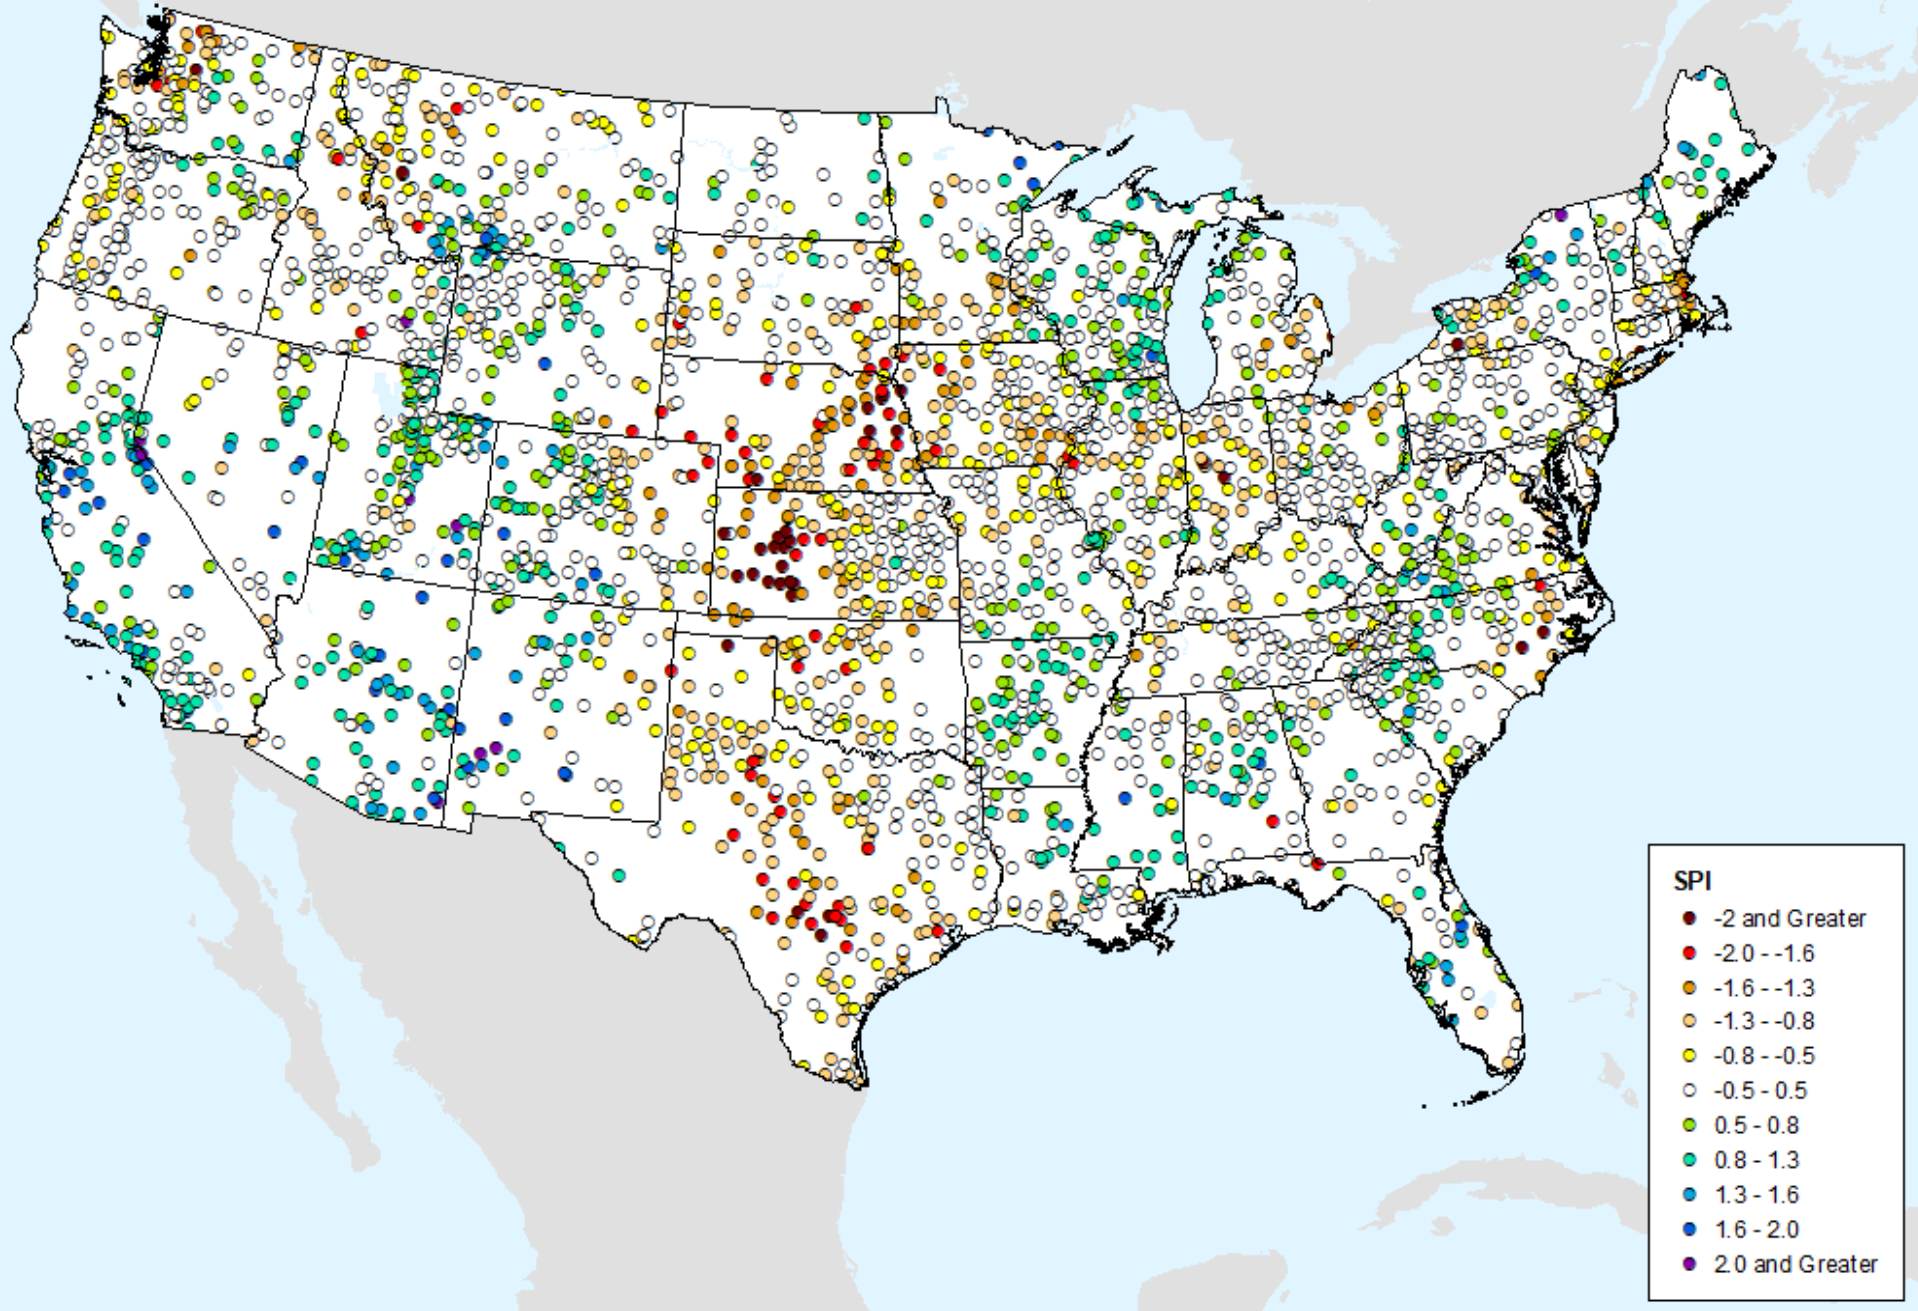 SPI
-2 and Greater
-2.0 - -1.6
-1.6 - -1.3
-1.3 - -0.8
-0.8 - -0.5
-0.5 - 0.5
0.5 - 0.8
0.8 - 1.3
1.3 - 1.6
1.6 - 2.0
2.0 and Greater